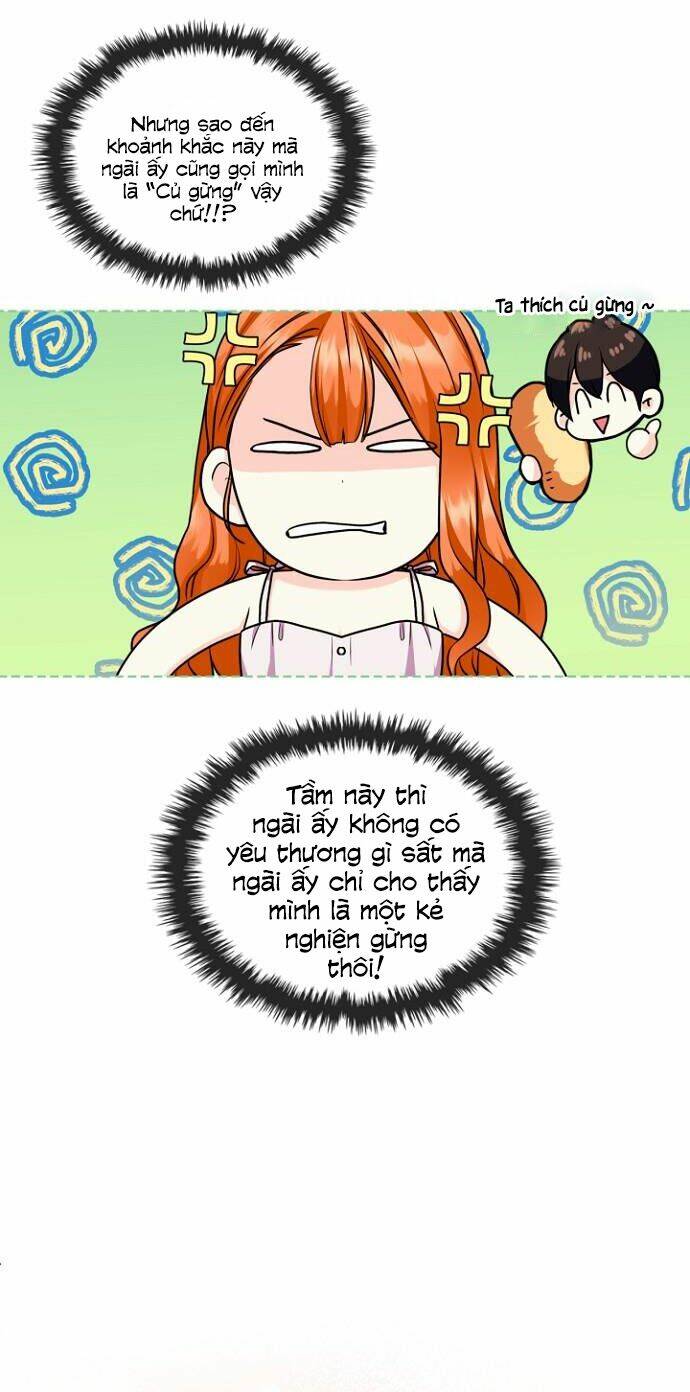 Nhưng sao đến
khoảnh khắc này mà
ngài ấy cũng gọi mình
là "Củ gừng" vậy
chứ!!?
Ta thích củ gừng ~
Tầm này thì
ngài ấy không có
yêu thương gì sất mà
ngài ấy chỉ cho thấy
mình là một kẻ
nghiện gừng
thôi!